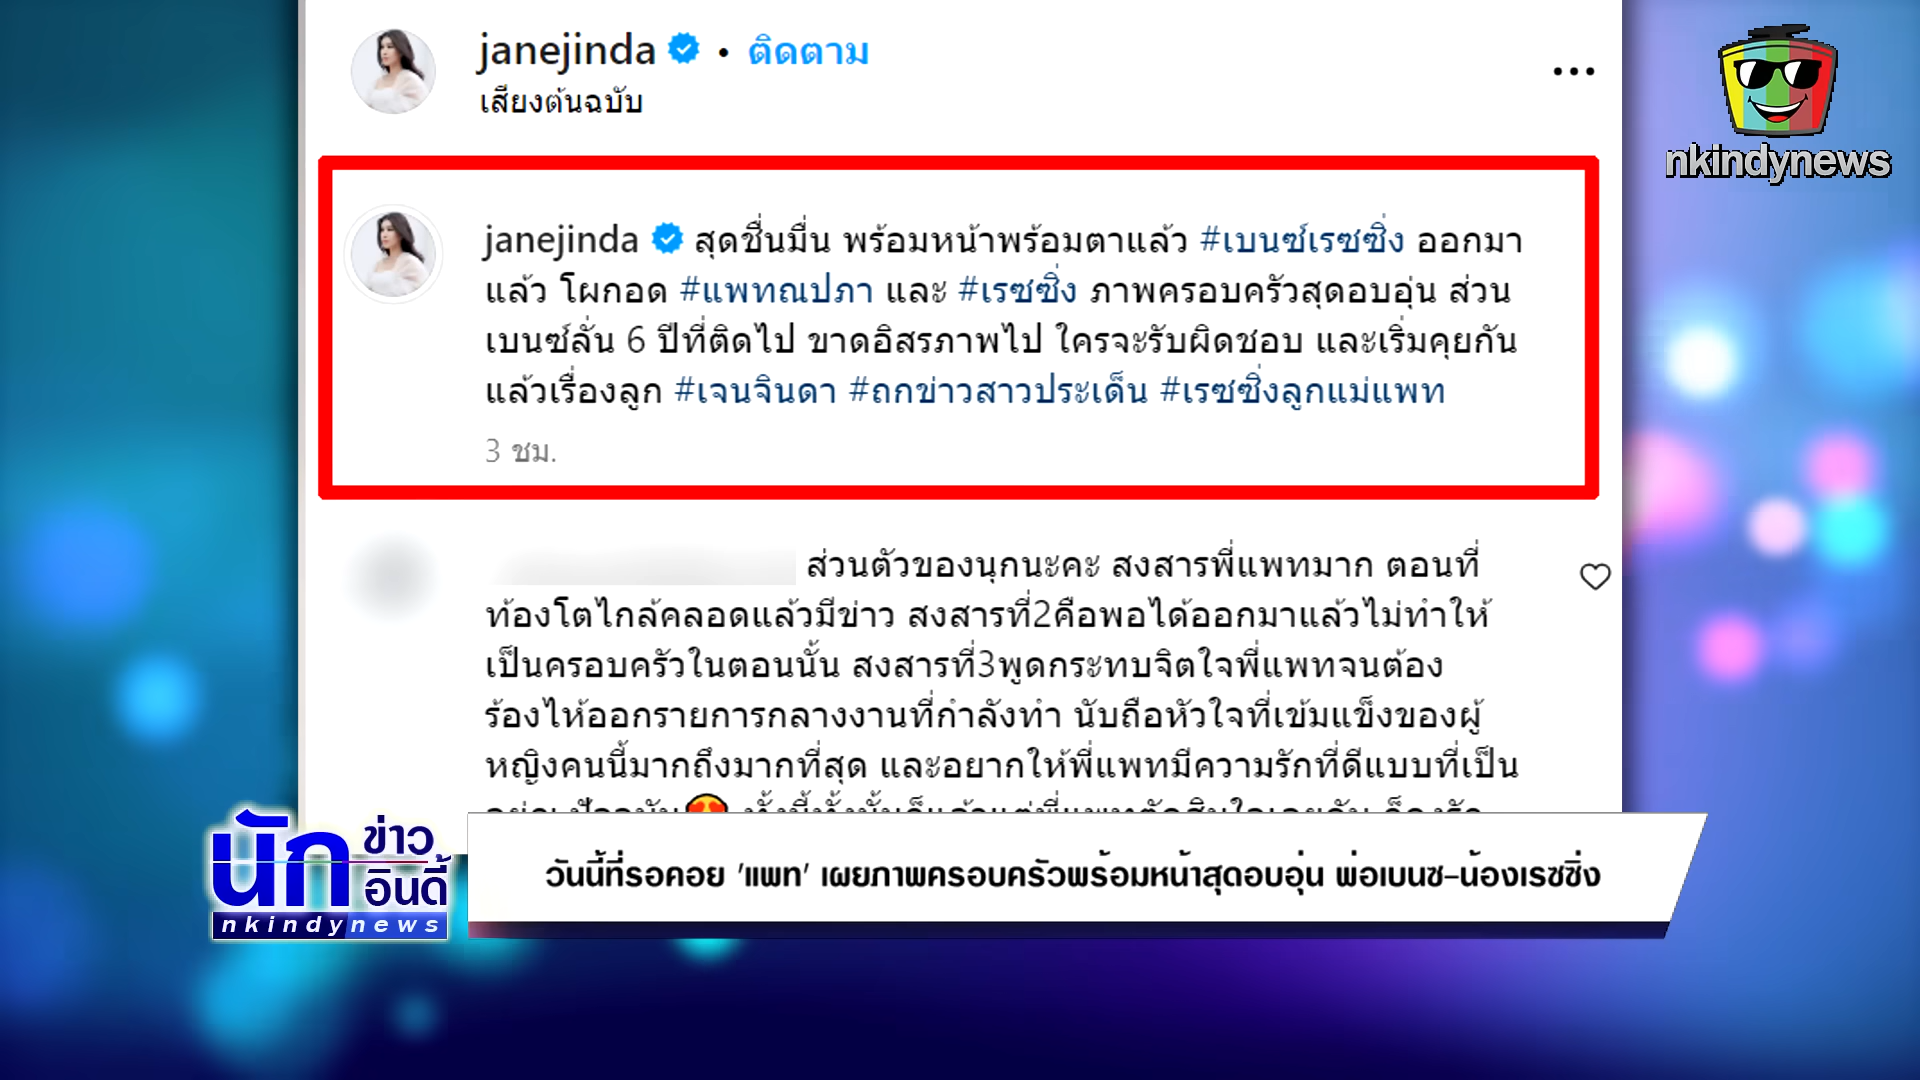 janejinda • ติดตาม
เสียงต้นฉบับ
nkindynews
janejinda สุดชื่นมื่น พร้อมหน้าพร้อมตาแล้ว #เบนซ์เรซซิ่ง ออกมา
แล้ว โผกอด #แพทณปภา และ #เรซซิ่ง ภาพครอบครัวสุดอบอุ่น ส่วน
เบนซ์ลั่น 6 ปีที่ติดไป ขาดอิสรภาพไป ใครจะรับผิดชอบ และเริ่มคุยกัน
แล้วเรื่องลูก #เจนจินดา #ถกข่าวสาวประเด็น #เรซซิ่งลูกแม่แพท
3 ชม.
ส่วนตัวของนุกนะคะ สงสารพี่แพทมาก ตอนที่
ท้องโตไกล้คลอดแล้วมีข่าว สงสารที่2คือพอได้ออกมาแล้วไม่ทำให้
เป็นครอบครัวในตอนนั้น สงสารที่3พูดกระทบจิตใจพี่แพทจนต้อง
ร้องไห้ออกรายการกลางงานที่กำลังทำ นับถือหัวใจที่เข้มแข็งของผู้
หญิงคนนี้มากถึงมากที่สุด และอยากให้พี่แพทมีความรักที่ดีแบบที่เป็น
นักข่าวอินดี้
nkindynews
วันนี้ที่รอคอย 'แพท' เผยภาพครอบครัวพร้อมหน้าสุดอบอุ่น พ่อเบนซ-น้องเรซซิ่ง